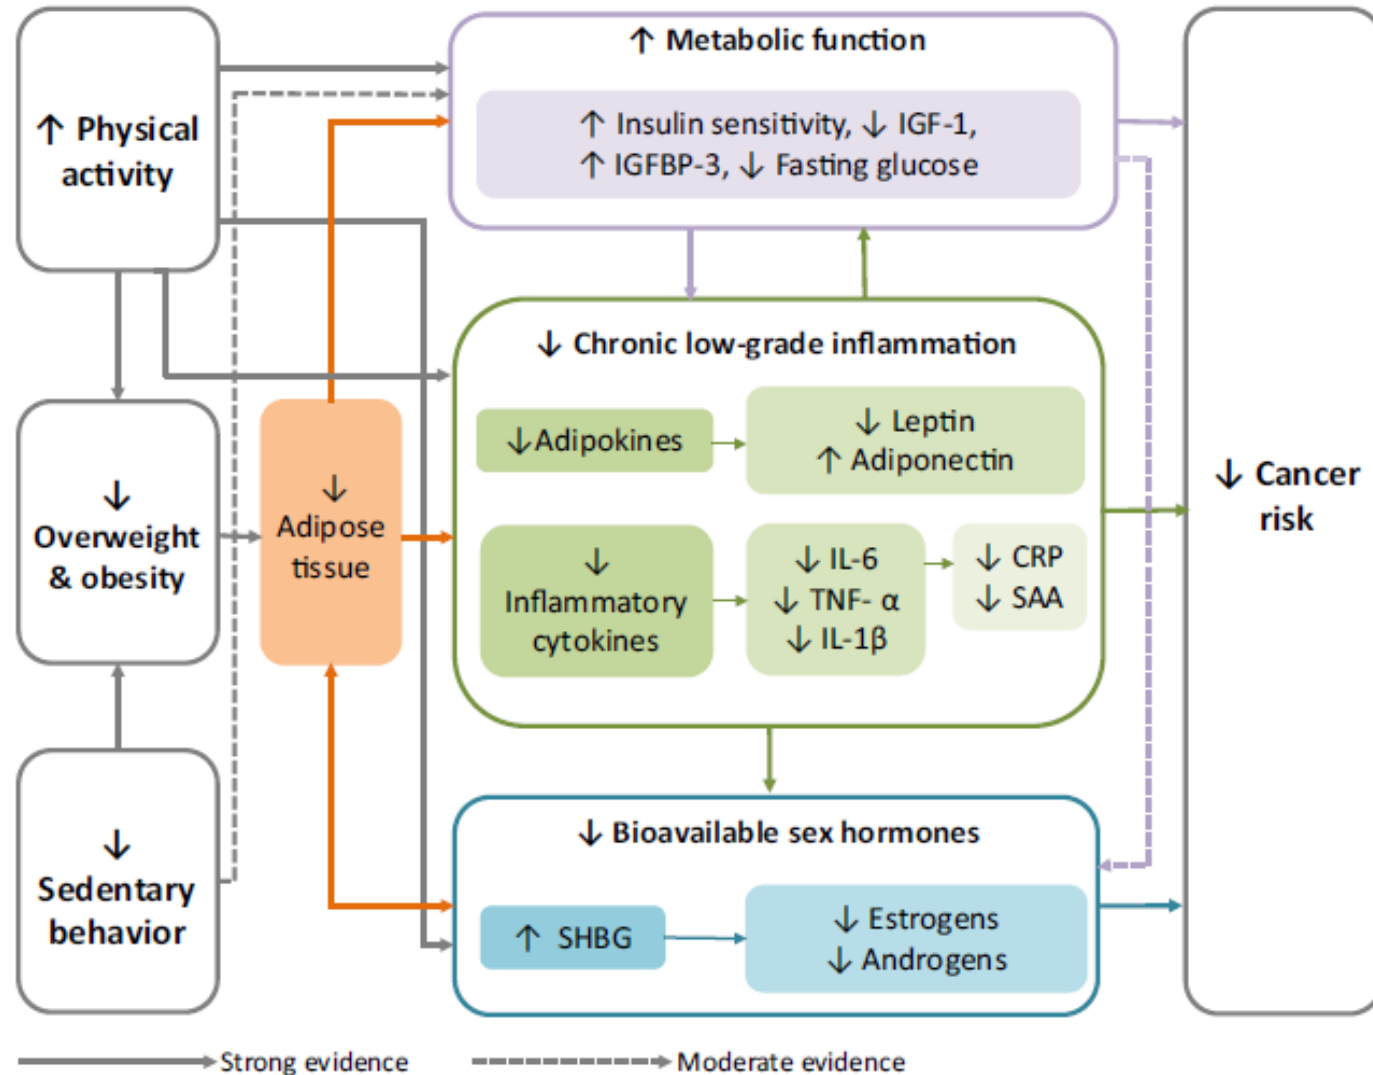 ↑ Physical
activity
↓
Overweight
& obesity
↓
Sedentary
behavior
↓
Adipose
tissue
↑ Metabolic function
↑ Insulin sensitivity, ↓ IGF-1,
↑ IGFBP-3, ↓ Fasting glucose
↓ Chronic low-grade inflammation
↓Adipokines
↓ Leptin
↑ Adiponectin
↓
Inflammatory
cytokines
↓ IL-6
↓ TNF- α
↓ IL-1β
↓ CRP
↓ SAA
↓ Bioavailable sex hormones
↑ SHBG
↓ Estrogens
↓ Androgens
↓ Cancer
risk
Strong evidence
Moderate evidence